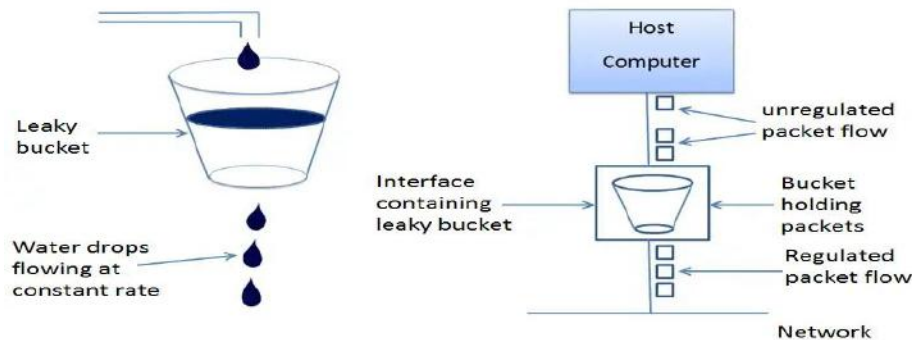 Leaky
bucket
Water drops
flowing at
constant rate
Host
Computer
unregulated
packet flow
Interface
containing
leaky bucket
Bucket
holding
packets
Regulated
packet flow
Network